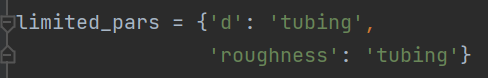 limited_pars = {'d': 'tubing',
'roughness': 'tubing'}